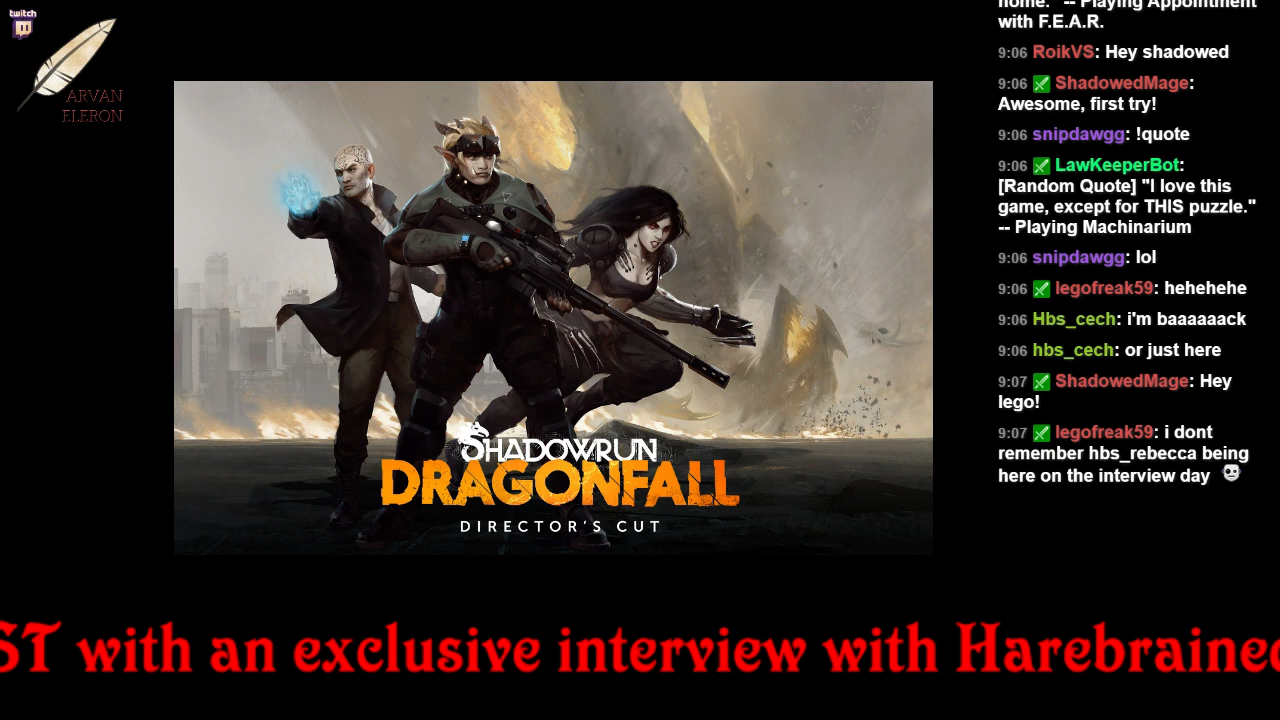 twitch
ARVAN
ELERON
SHADOWRUN
DRAGONFALL
DIRECTOR'S CUT
home." -- Playing Appointment
with F.E.A.R.
9:06 RoikVS: Hey shadowed
9:06 ShadowedMage:
Awesome, first try!
9:06 snipdawgg: !quote
9:06 LawKeeperBot:
[Random Quote] "I love this
game, except for THIS puzzle."
-- Playing Machinarium
9:06 snipdawgg: lol
9:06 legofreak59: hehehehe
9:06 Hbs_cech: i'm baaaaaack
9:06 hbs_cech: or just here
9:07 ShadowedMage: Hey
lego!
9:07 legofreak59: i dont
remember hbs_rebecca being
here on the interview day
ST with an exclusive interview with Harebrained